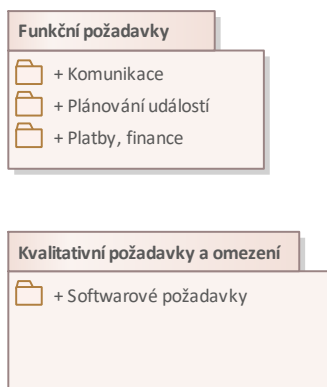 Funkční požadavky
+ Komunikace
+ Plánování událostí
+ Platby, finance
Kvalitativní požadavky a omezení
+ Softwarové požadavky